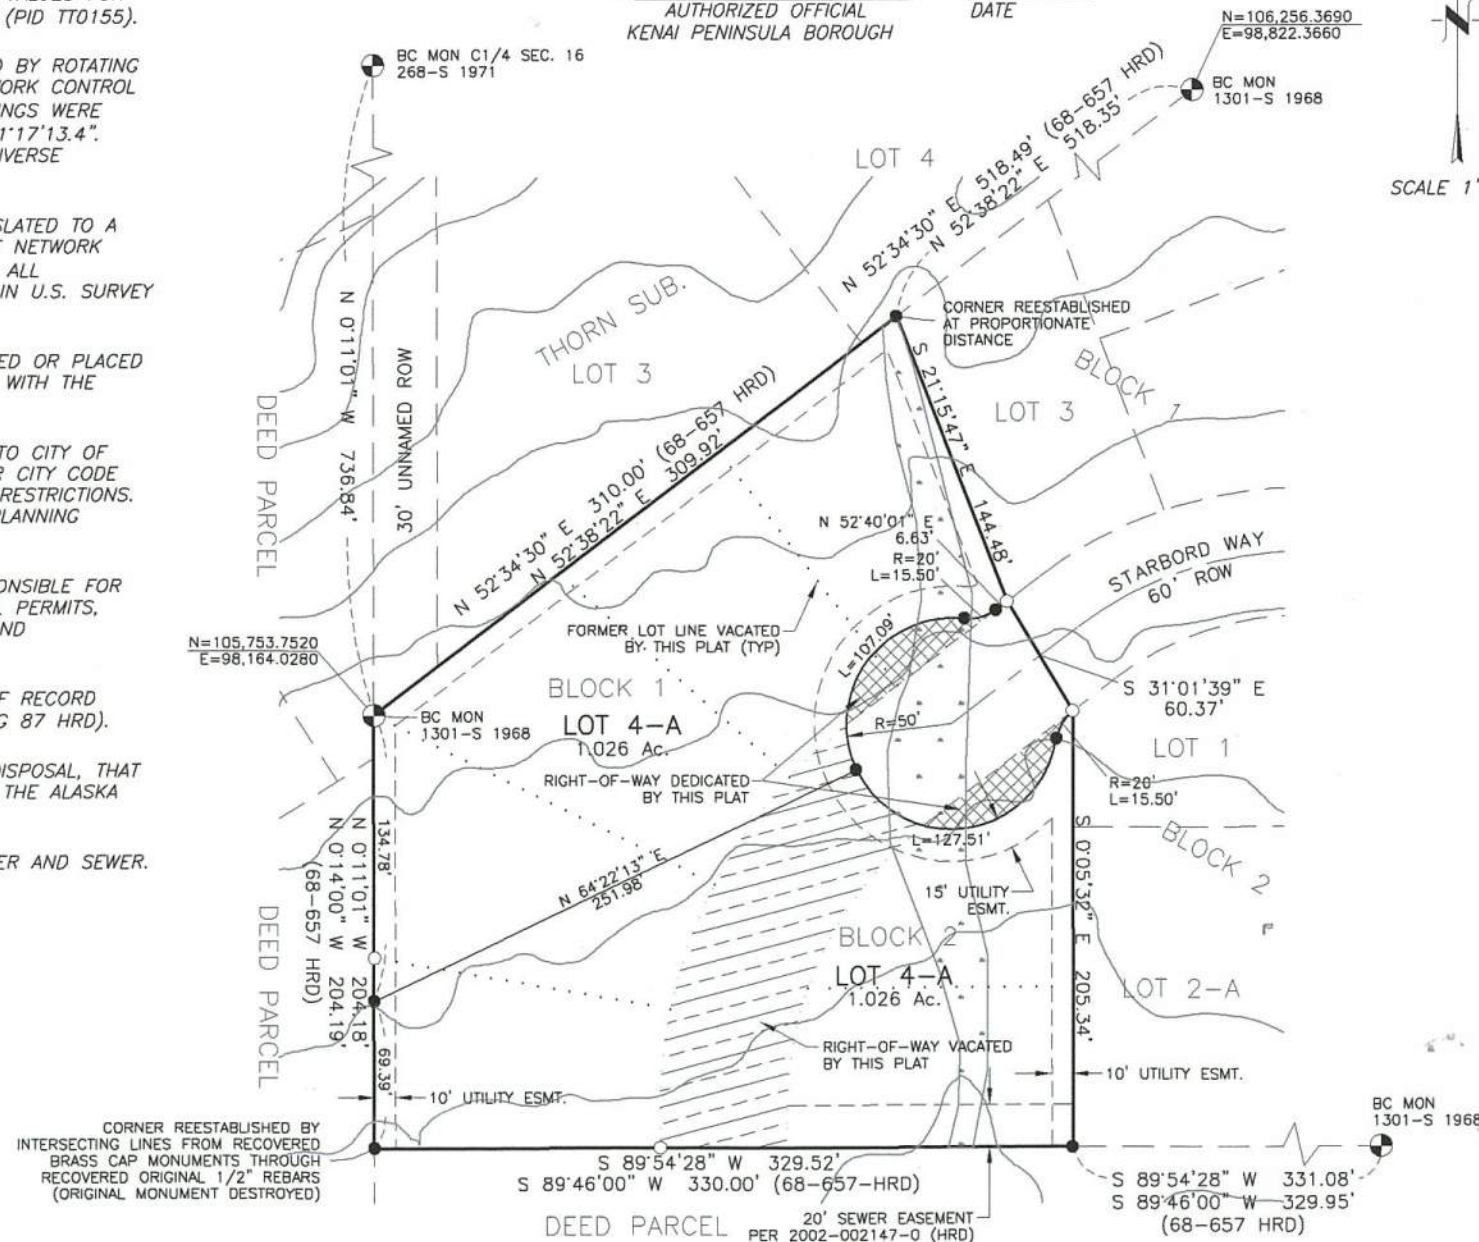 (PID TT0155).
D BY ROTATING
ORK CONTROL
INGS WERE
1°17'13.4".
VERSE
SLATED TO A
NETWORK
ALL
IN U.S. SURVEY
ED OR PLACED
WITH THE
TO CITY OF
R CITY CODE
RESTRICTIONS.
PLANNING
ONSIBLE FOR
PERMITS,
ND
F RECORD
G 87 HRD).
DISPOSAL, THAT
THE ALASKA
ER AND SEWER.
AUTHORIZED OFFICIAL
DATE
KENAI PENINSULA BOROUGH
N=106,256.3690
E=98,822.3660
BC MON C1/4 SEC. 16
268-S 1971
BC MON
1301-S 1968
N
SCALE 1'
LOT 4
N 52°34'30" E 518.49' (68-657 HRD)
N 52°38'22" E 518.35'
THORN SUB.
LOT 3
CORNER REESTABLISHED
AT PROPORTIONATE
DISTANCE
BLOCK 1
LOT 3
N 0°11'01" W 736.84'
30' UNNAMED ROW
DEED PARCEL
N 52°34'30" E 310.00' (68-657 HRD)
N 52°38'22" E 309.92'
S 21°15'47" E 144.48'
N 52°40'01" E
6.63'
R=20'
L=15.50'
STARBORD WAY
60' ROW
FORMER LOT LINE VACATED
BY THIS PLAT (TYP)
L=107.09'
N=105,753.7520
E=98,164.0280
S 31°01'39" E
60.37'
BC MON
1301-S 1968
BLOCK 1
LOT 4-A
1.026 Ac.
R=50'
LOT 1
RIGHT-OF-WAY DEDICATED
BY THIS PLAT
R=20'
L=15.50'
L=127.51'
BLOCK 2
134.78'
N 0°11'01" W 204.18'
N 0°14'00" W 204.19'
(68-657 HRD)
N 64°22'13" E
251.98'
15' UTILITY
ESMT.
S 0°05'32" E 205.34'
DEED PARCEL
BLOCK 2
LOT 4-A
1.026 Ac.
LOT 2-A
69.39'
RIGHT-OF-WAY VACATED
BY THIS PLAT
10' UTILITY ESMT.
10' UTILITY ESMT.
BC MON
1301-S 1968
CORNER REESTABLISHED BY
INTERSECTING LINES FROM RECOVERED
BRASS CAP MONUMENTS THROUGH
RECOVERED ORIGINAL 1/2" REBARS
(ORIGINAL MONUMENT DESTROYED)
S 89°54'28" W 329.52'
S 89°46'00" W 330.00' (68-657-HRD)
S 89°54'28" W 331.08'
S 89°46'00" W 329.95'
(68-657 HRD)
DEED PARCEL
20' SEWER EASEMENT
PER 2002-002147-0 (HRD)